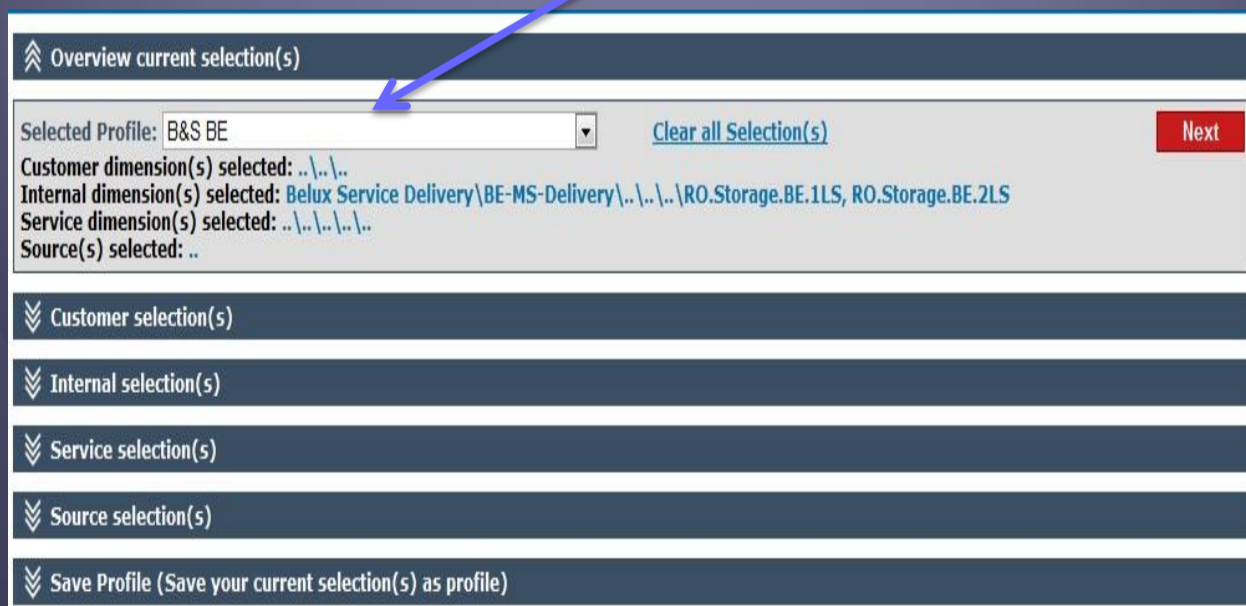 Overview current selection(s)
Selected Profile: B&S BE Clear all Selection(s) Next
Customer dimension(s) selected: ..\..\..
Internal dimension(s) selected: Belux Service Delivery\BE-MS-Delivery\..\..\..\RO.Storage.BE.1LS, RO.Storage.BE.2LS
Service dimension(s) selected: ..\..\..\..\..
Source(s) selected: ..
Customer selection(s)
Internal selection(s)
Service selection(s)
Source selection(s)
Save Profile (Save your current selection(s) as profile)